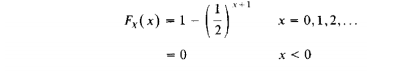 F_X(x) = 1 - (1/2)^{x+1}    x = 0,1,2,...
= 0    x < 0